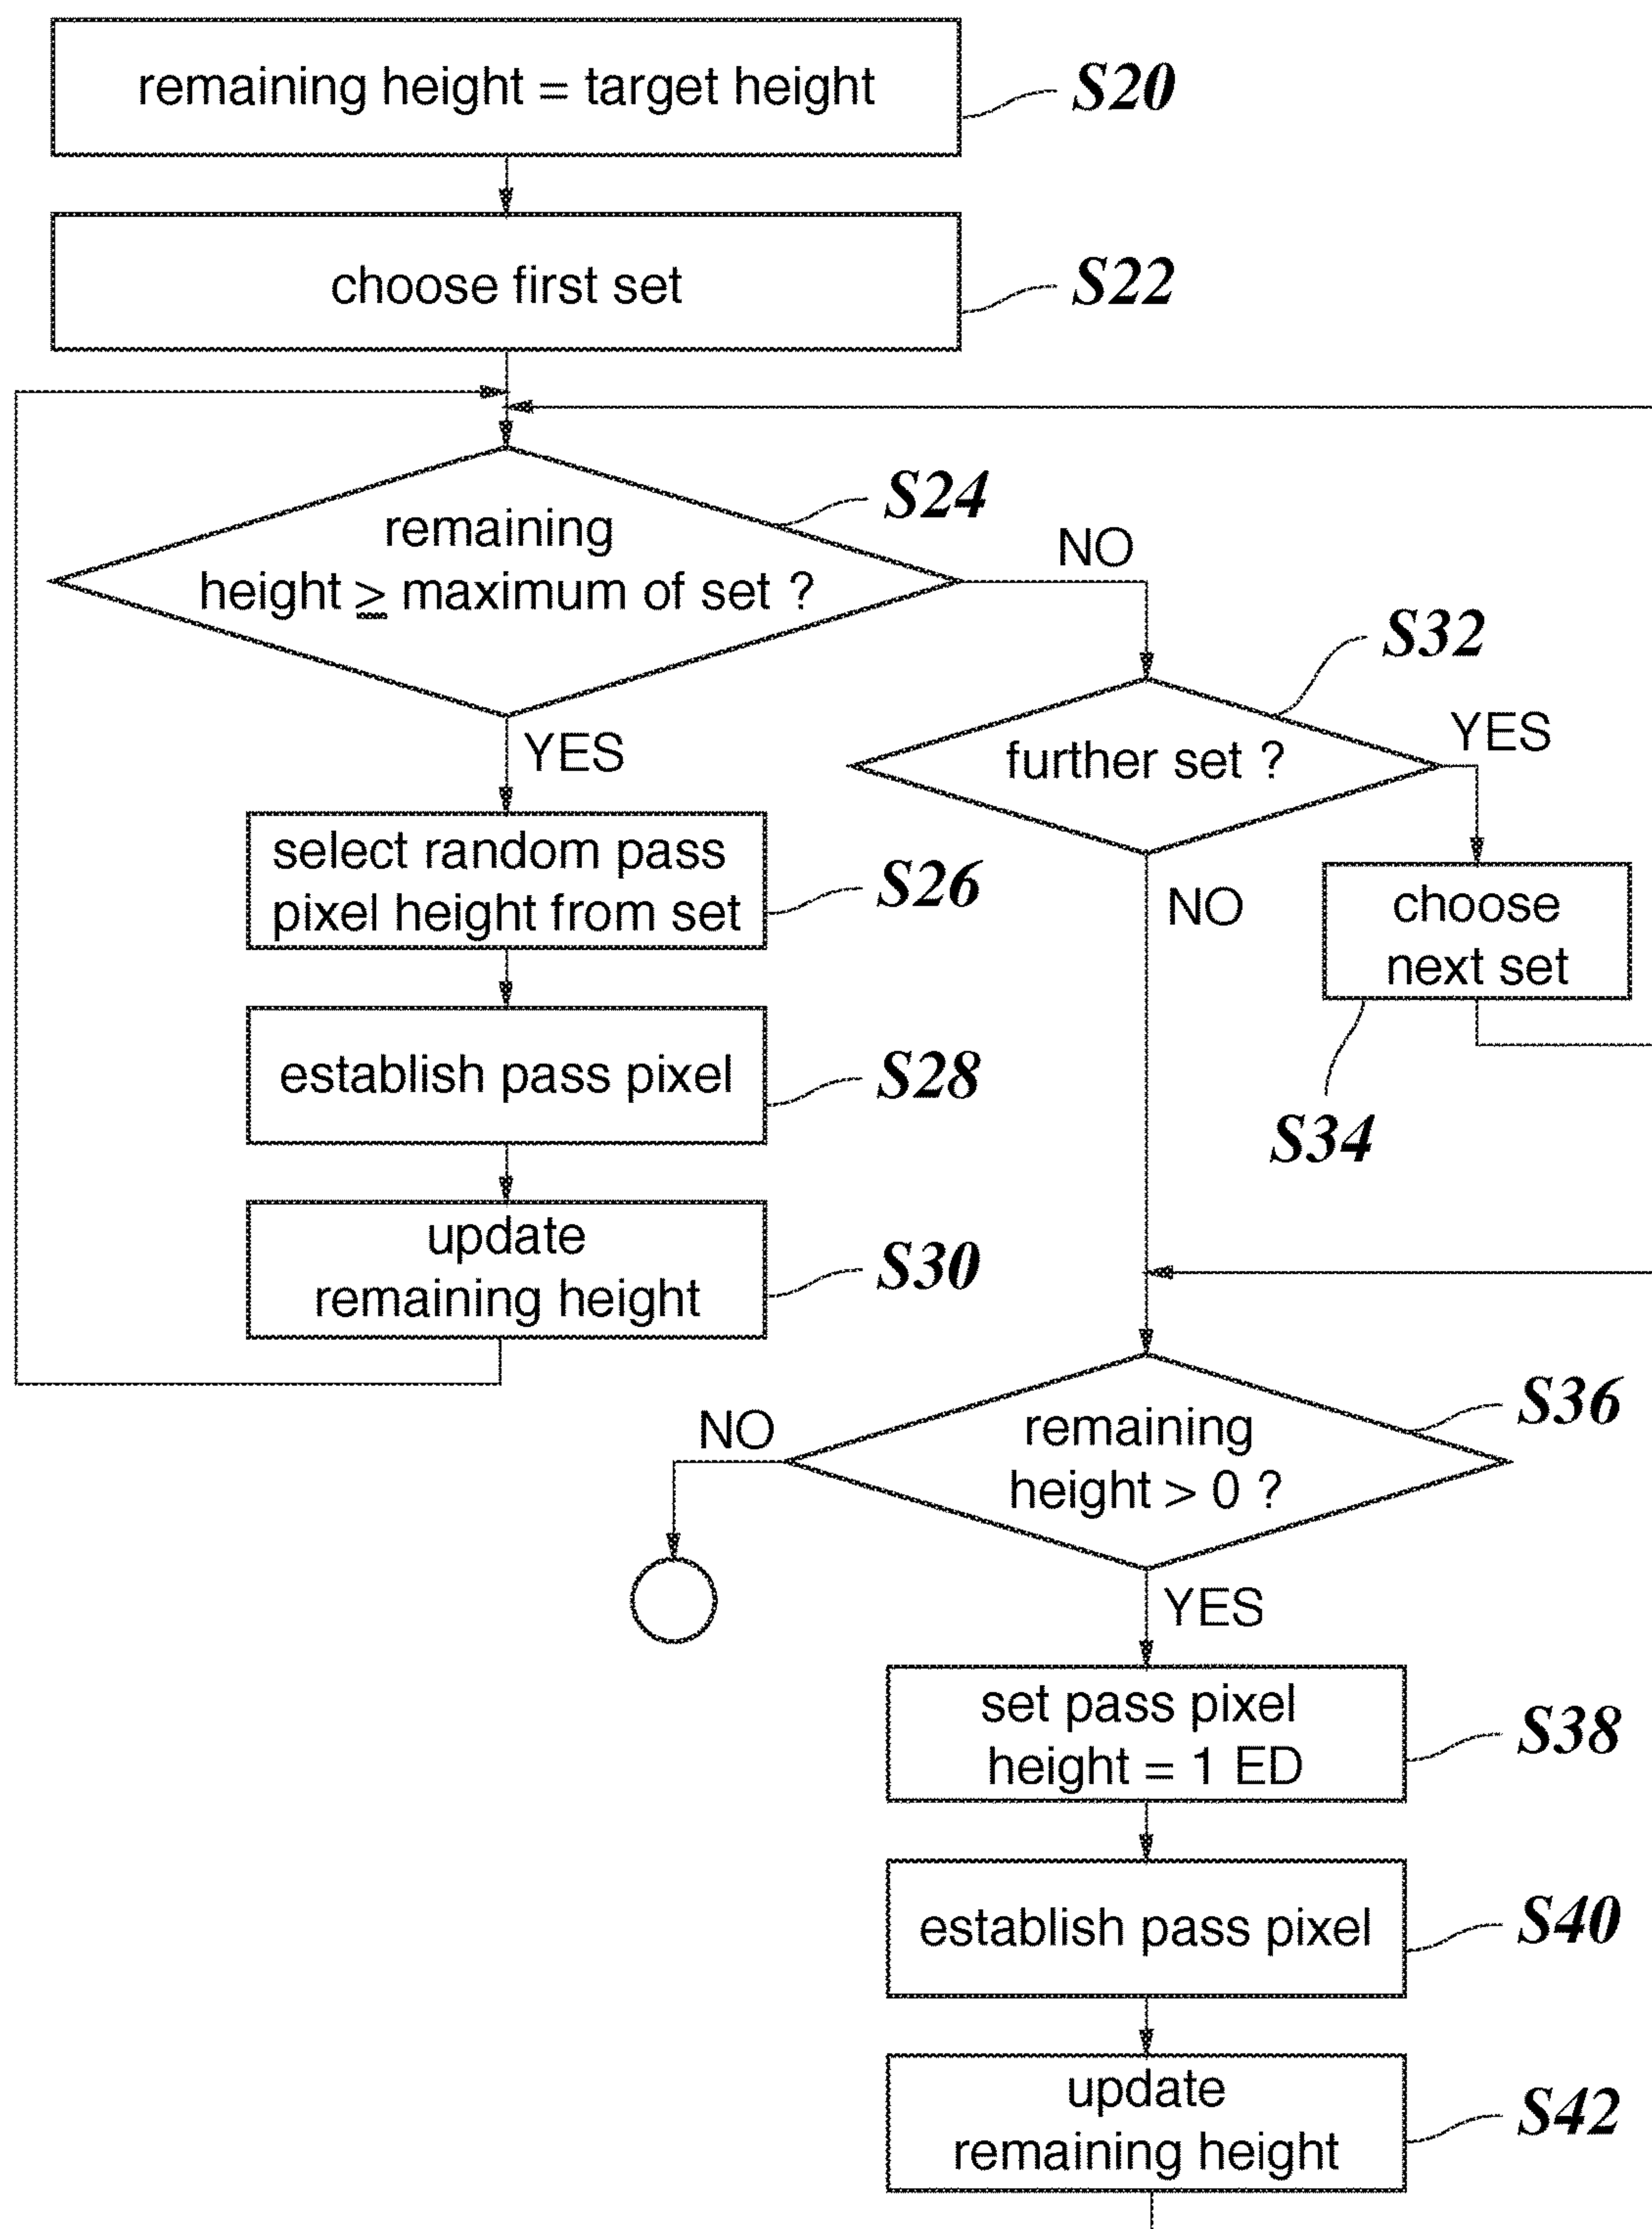 remaining height = target height
S20
choose first set
S22
remaining
height ≥ maximum of set ?
S24
NO
YES
S32
further set ?
YES
NO
select random pass
pixel height from set
S26
choose
next set
S34
establish pass pixel
S28
update
remaining height
S30
remaining
height > 0 ?
S36
NO
YES
set pass pixel
height = 1 ED
S38
establish pass pixel
S40
update
remaining height
S42